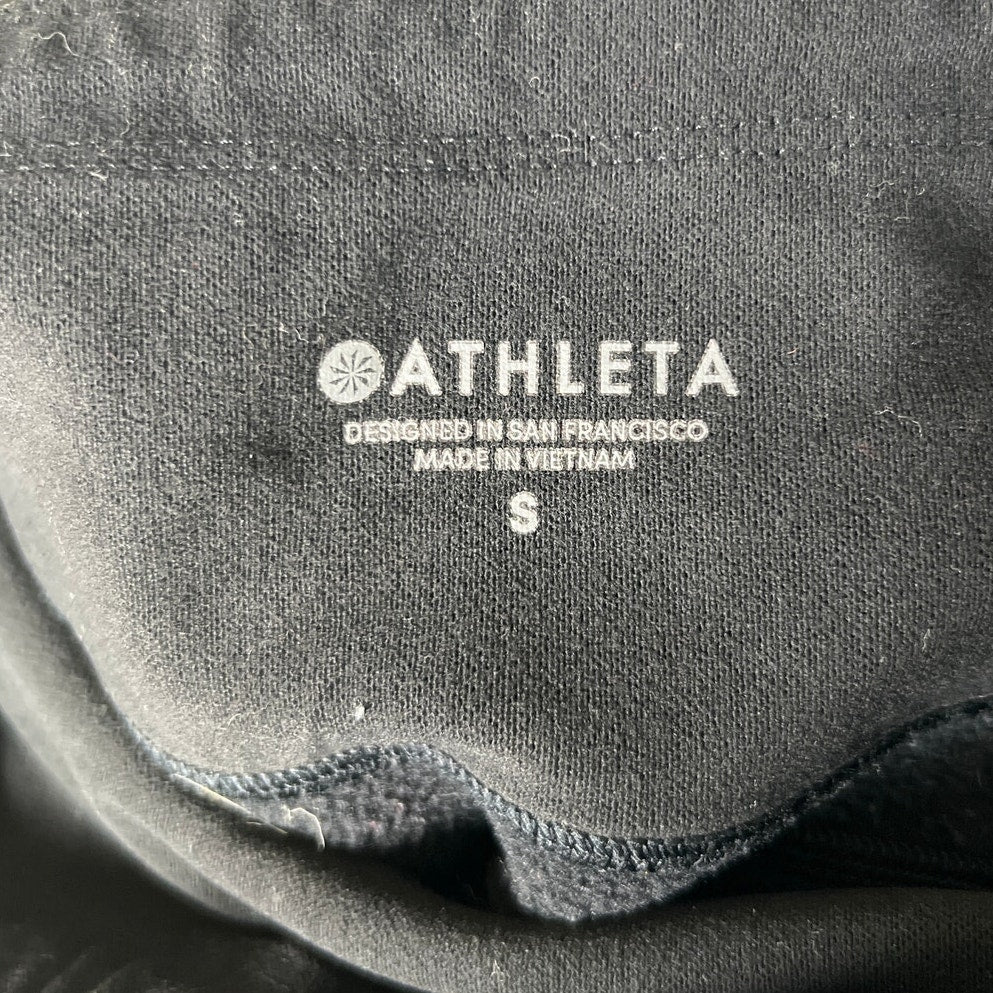 ATHLETA
DESIGNED IN SAN FRANCISCO
MADE IN VIETNAM
S